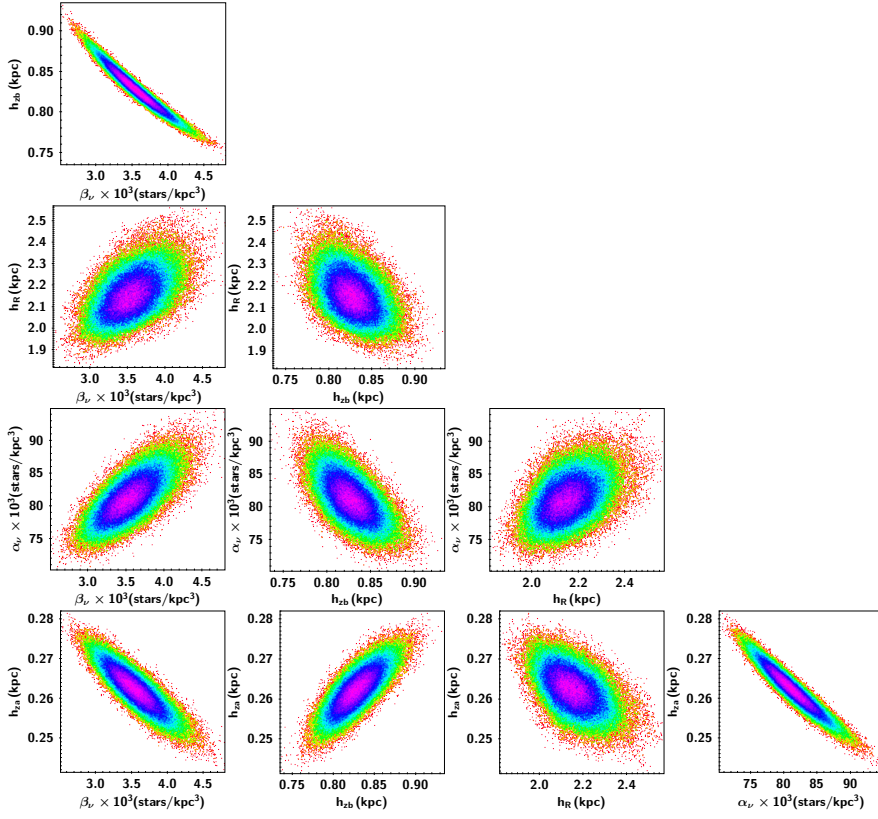 h_zb (kpc)
0.90
0.85
0.80
0.75
3.0 3.5 4.0 4.5
β_ν × 10³(stars/kpc³)
h_R (kpc)
2.5
2.4
2.3
2.2
2.1
2.0
1.9
3.0 3.5 4.0 4.5
β_ν × 10³(stars/kpc³)
h_R (kpc)
2.5
2.4
2.3
2.2
2.1
2.0
1.9
0.75 0.80 0.85 0.90
h_zb (kpc)
α_ν × 10³(stars/kpc³)
90
85
80
75
3.0 3.5 4.0 4.5
β_ν × 10³(stars/kpc³)
α_ν × 10³(stars/kpc³)
90
85
80
75
0.75 0.80 0.85 0.90
h_zb (kpc)
α_ν × 10³(stars/kpc³)
90
85
80
75
2.0 2.2 2.4
h_R (kpc)
h_za (kpc)
0.28
0.27
0.26
0.25
3.0 3.5 4.0 4.5
β_ν × 10³(stars/kpc³)
h_za (kpc)
0.28
0.27
0.26
0.25
0.75 0.80 0.85 0.90
h_zb (kpc)
h_za (kpc)
0.28
0.27
0.26
0.25
2.0 2.2 2.4
h_R (kpc)
h_za (kpc)
0.28
0.27
0.26
0.25
75 80 85 90
α_ν × 10³(stars/kpc³)